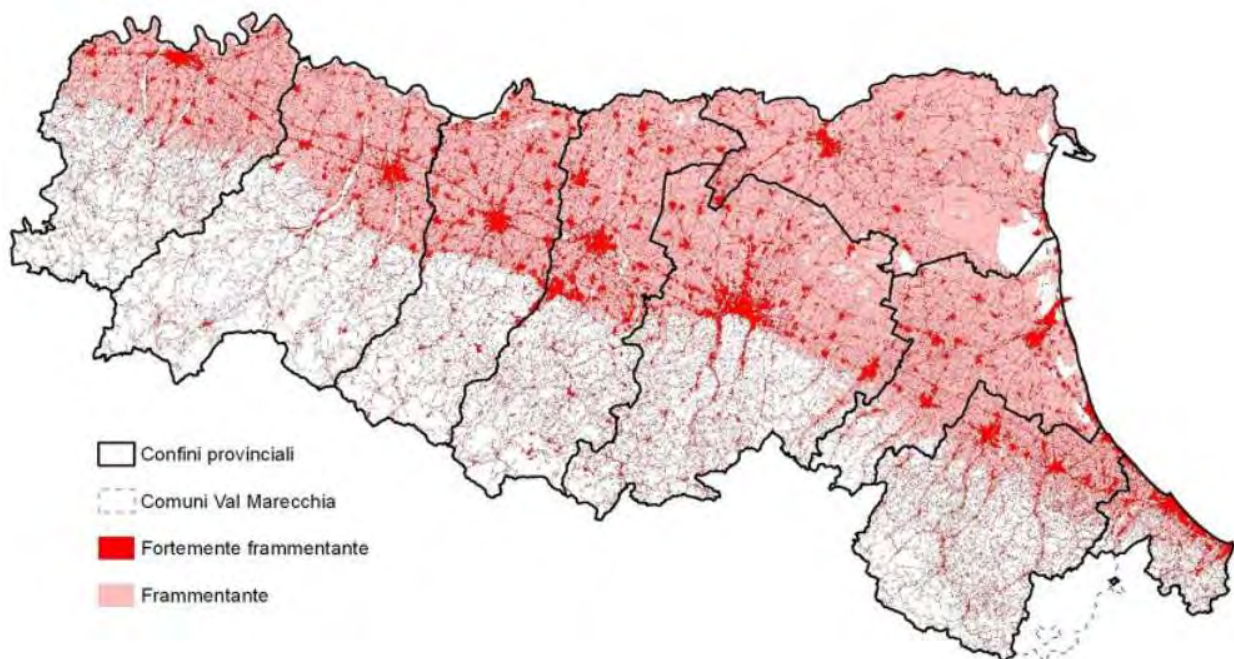 Confini provinciali
Comuni Val Marecchia
Fortemente frammentante
Frammentante